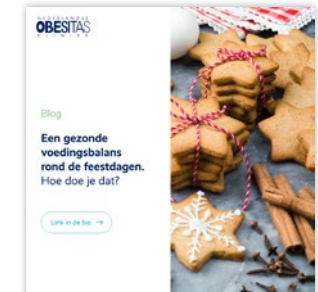 NEDERLANDSE
OBESITAS
KLINIEK
Blog
Een gezonde
voedingsbalans
rond de feestdagen.
Hoe doe je dat?
Link in de bio →